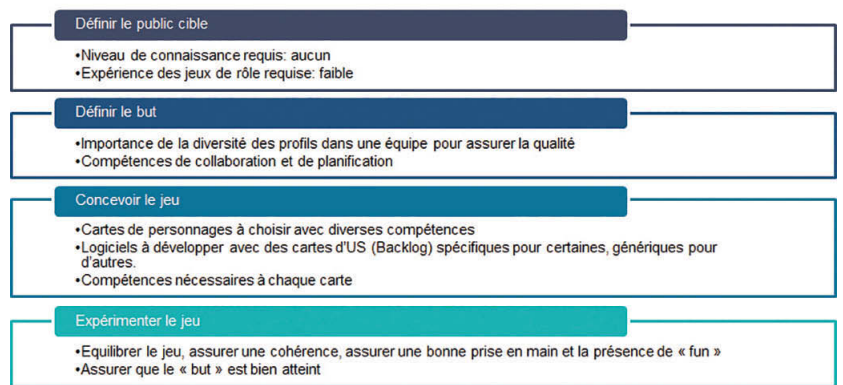 Définir le public cible
•Niveau de connaissance requis: aucun
•Expérience des jeux de rôle requise: faible
Définir le but
•Importance de la diversité des profils dans une équipe pour assurer la qualité
•Compétences de collaboration et de planification
Concevoir le jeu
•Cartes de personnages à choisir avec diverses compétences
•Logiciels à développer avec des cartes d'US (Backlog) spécifiques pour certaines, génériques pour
d'autres.
•Compétences nécessaires à chaque carte
Expérimenter le jeu
•Equilibrer le jeu, assurer une cohérence, assurer une bonne prise en main et la présence de « fun »
•Assurer que le « but » est bien atteint